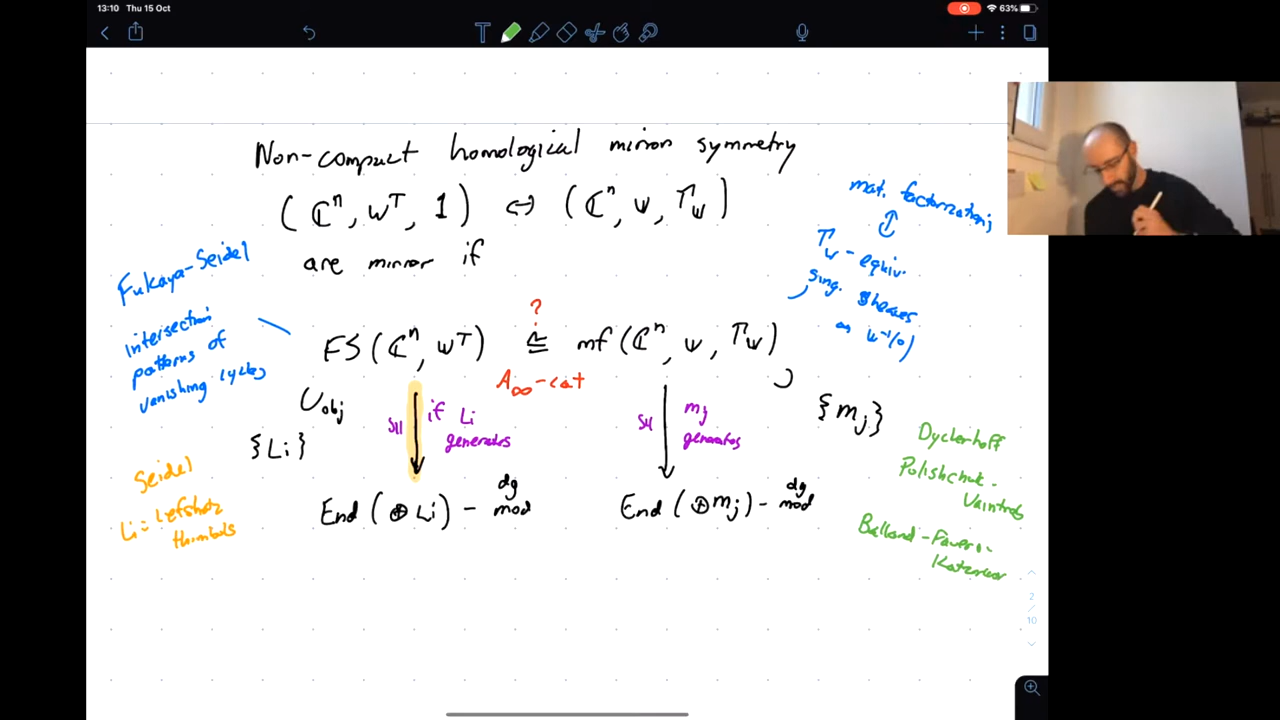 13:10 Thu 15 Oct
63%
Non-compact homological mirror symmetry
(ℂⁿ, wᵀ, 1) ↔ (ℂⁿ, w, Γ_w)
are mirror if
Fukaya-Seidel
intersection
patterns of
vanishing cycles
mat. factorizations
Γ_w - equiv.
sing. sheaves
on w⁻¹(0)
?
FS(ℂⁿ, wᵀ) ≅ mf(ℂⁿ, w, Γ_w)
A∞-cat
∪obj
{Li}
if Li
generates
mj
generates
{mj}
Seidel
Li = Lefshetz
thimbles
End(⊕Li) - dg mod
End(⊕mj) - dg mod
Dyckerhoff
Polishchuk-
Vaintrob
Ballard-Favero-
Katzarkov
2
/
10